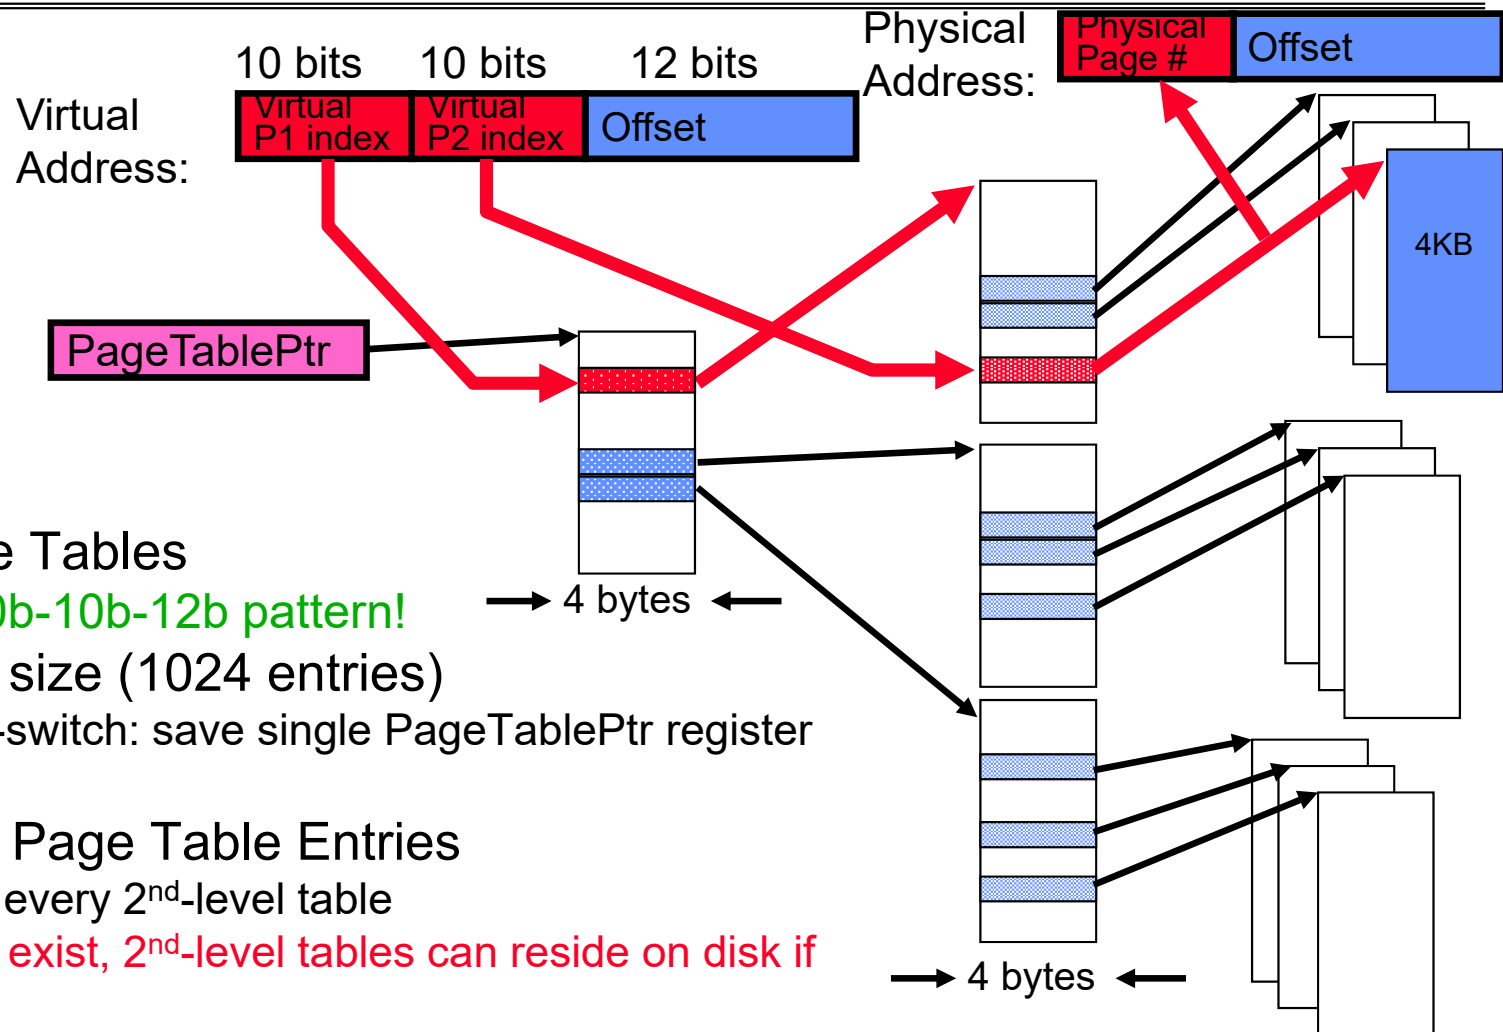 10 bits 10 bits 12 bits
Virtual
Address:
Virtual
P1 index
Virtual
P2 index
Offset
Physical
Address:
Physical
Page #
Offset
4KB
PageTablePtr
4 bytes
e Tables
0b-10b-12b pattern!
size (1024 entries)
-switch: save single PageTablePtr register
Page Table Entries
every 2nd-level table
exist, 2nd-level tables can reside on disk if
4 bytes